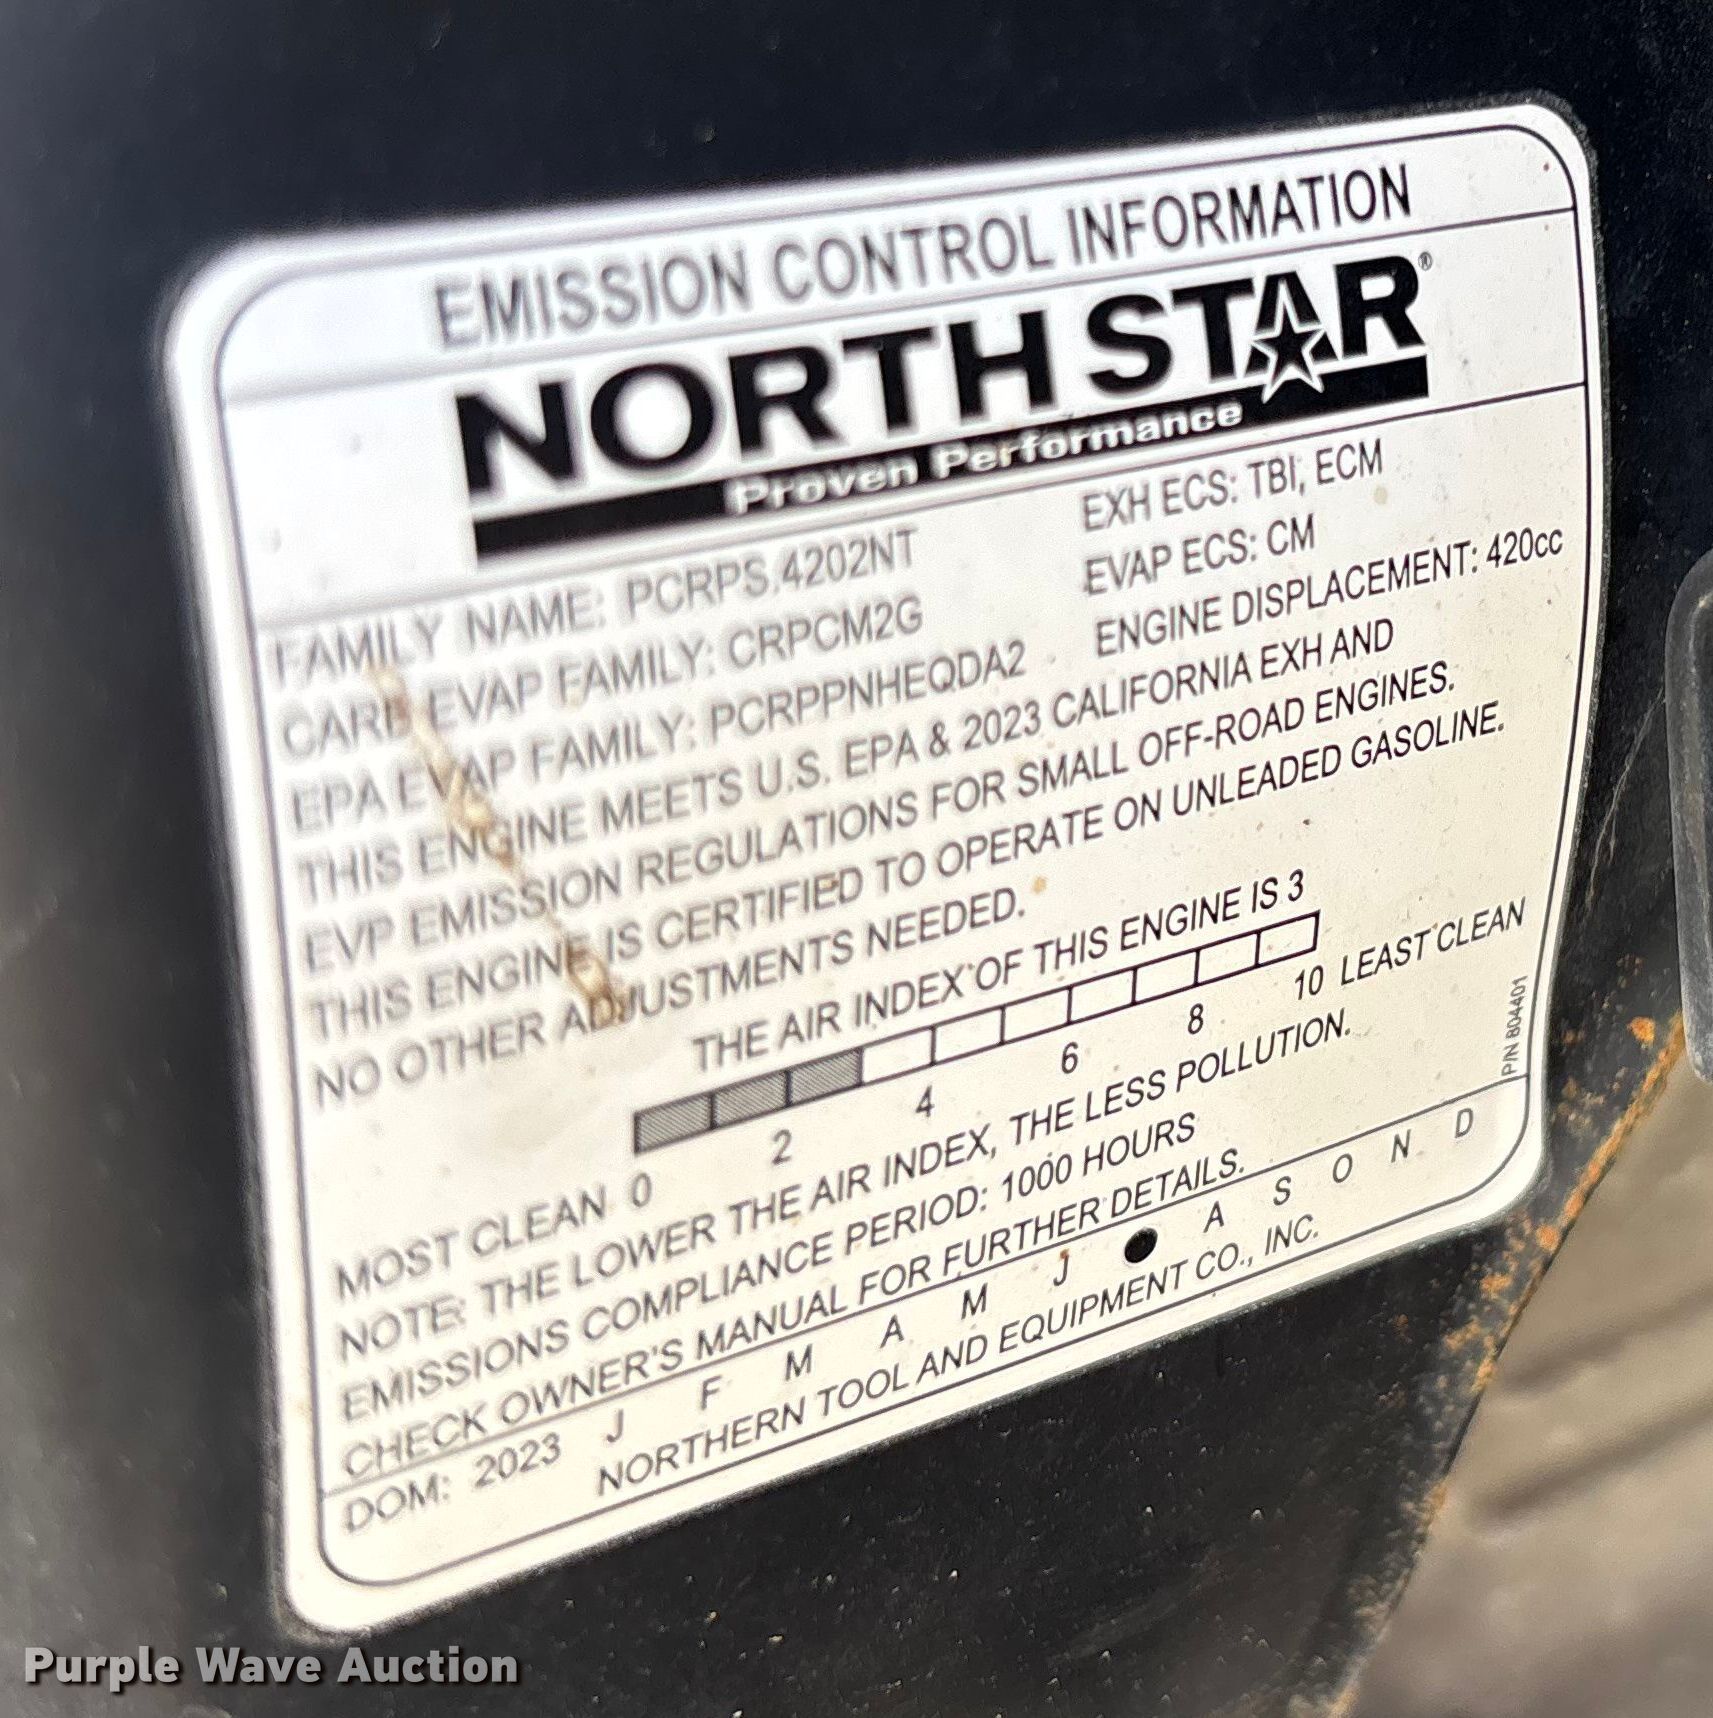 EMISSION CONTROL INFORMATION
NORTH STAR®
Proven Performance
FAMILY NAME: PCRPS.4202NT
EXH ECS: TBI, ECM
CARB EVAP FAMILY: CRPCM2G
EVAP ECS: CM
EPA EVAP FAMILY: PCRPPNHEQDA2
ENGINE DISPLACEMENT: 420cc
THIS ENGINE MEETS U.S. EPA & 2023 CALIFORNIA EXH AND
EVP EMISSION REGULATIONS FOR SMALL OFF-ROAD ENGINES.
THIS ENGINE IS CERTIFIED TO OPERATE ON UNLEADED GASOLINE.
NO OTHER ADJUSTMENTS NEEDED.
THE AIR INDEX OF THIS ENGINE IS 3
MOST CLEAN 0 2 4 6 8 10 LEAST CLEAN
NOTE: THE LOWER THE AIR INDEX, THE LESS POLLUTION.
EMISSIONS COMPLIANCE PERIOD: 1000 HOURS
CHECK OWNER'S MANUAL FOR FURTHER DETAILS.
P/N 804401
DOM: 2023 J F M A M J A S O N D
NORTHERN TOOL AND EQUIPMENT CO., INC.
Purple Wave Auction